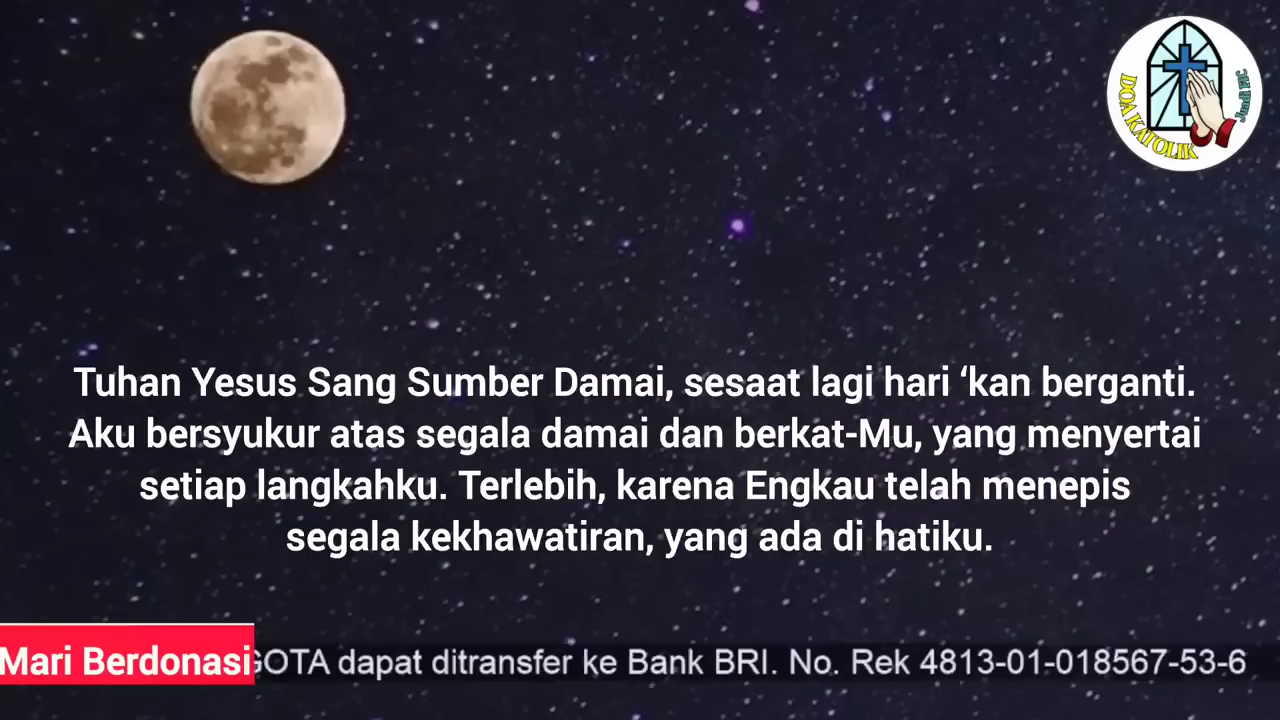 DOA KATOLIK
Juadi FIC
Tuhan Yesus Sang Sumber Damai, sesaat lagi hari ‘kan berganti.
Aku bersyukur atas segala damai dan berkat-Mu, yang menyertai
setiap langkahku. Terlebih, karena Engkau telah menepis
segala kekhawatiran, yang ada di hatiku.
Mari Berdonasi
GOTA dapat ditransfer ke Bank BRI. No. Rek 4813-01-018567-53-6